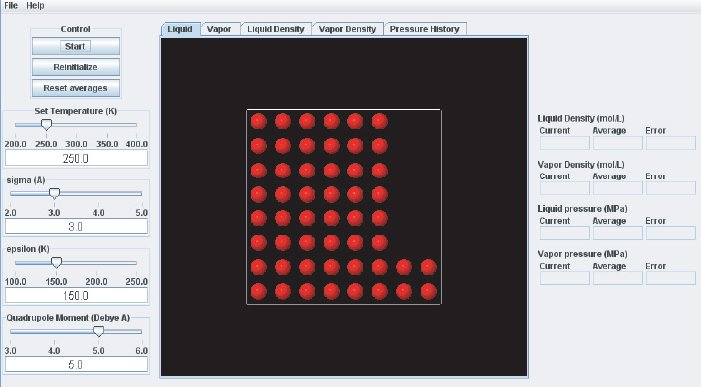 File Help
Control
Start
Reinitialize
Reset averages
Set Temperature (K)
200.0 250.0 300.0 350.0 400.0
250.0
sigma (A)
2.0 3.0 4.0 5.0
3.0
epsilon (K)
100.0 150.0 200.0 250.0
150.0
Quadrupole Moment (Debye A)
3.0 4.0 5.0 6.0
5.0
Liquid Vapor Liquid Density Vapor Density Pressure History
Liquid Density (mol/L)
Current Average Error
Vapor Density (mol/L)
Current Average Error
Liquid pressure (MPa)
Current Average Error
Vapor pressure (MPa)
Current Average Error